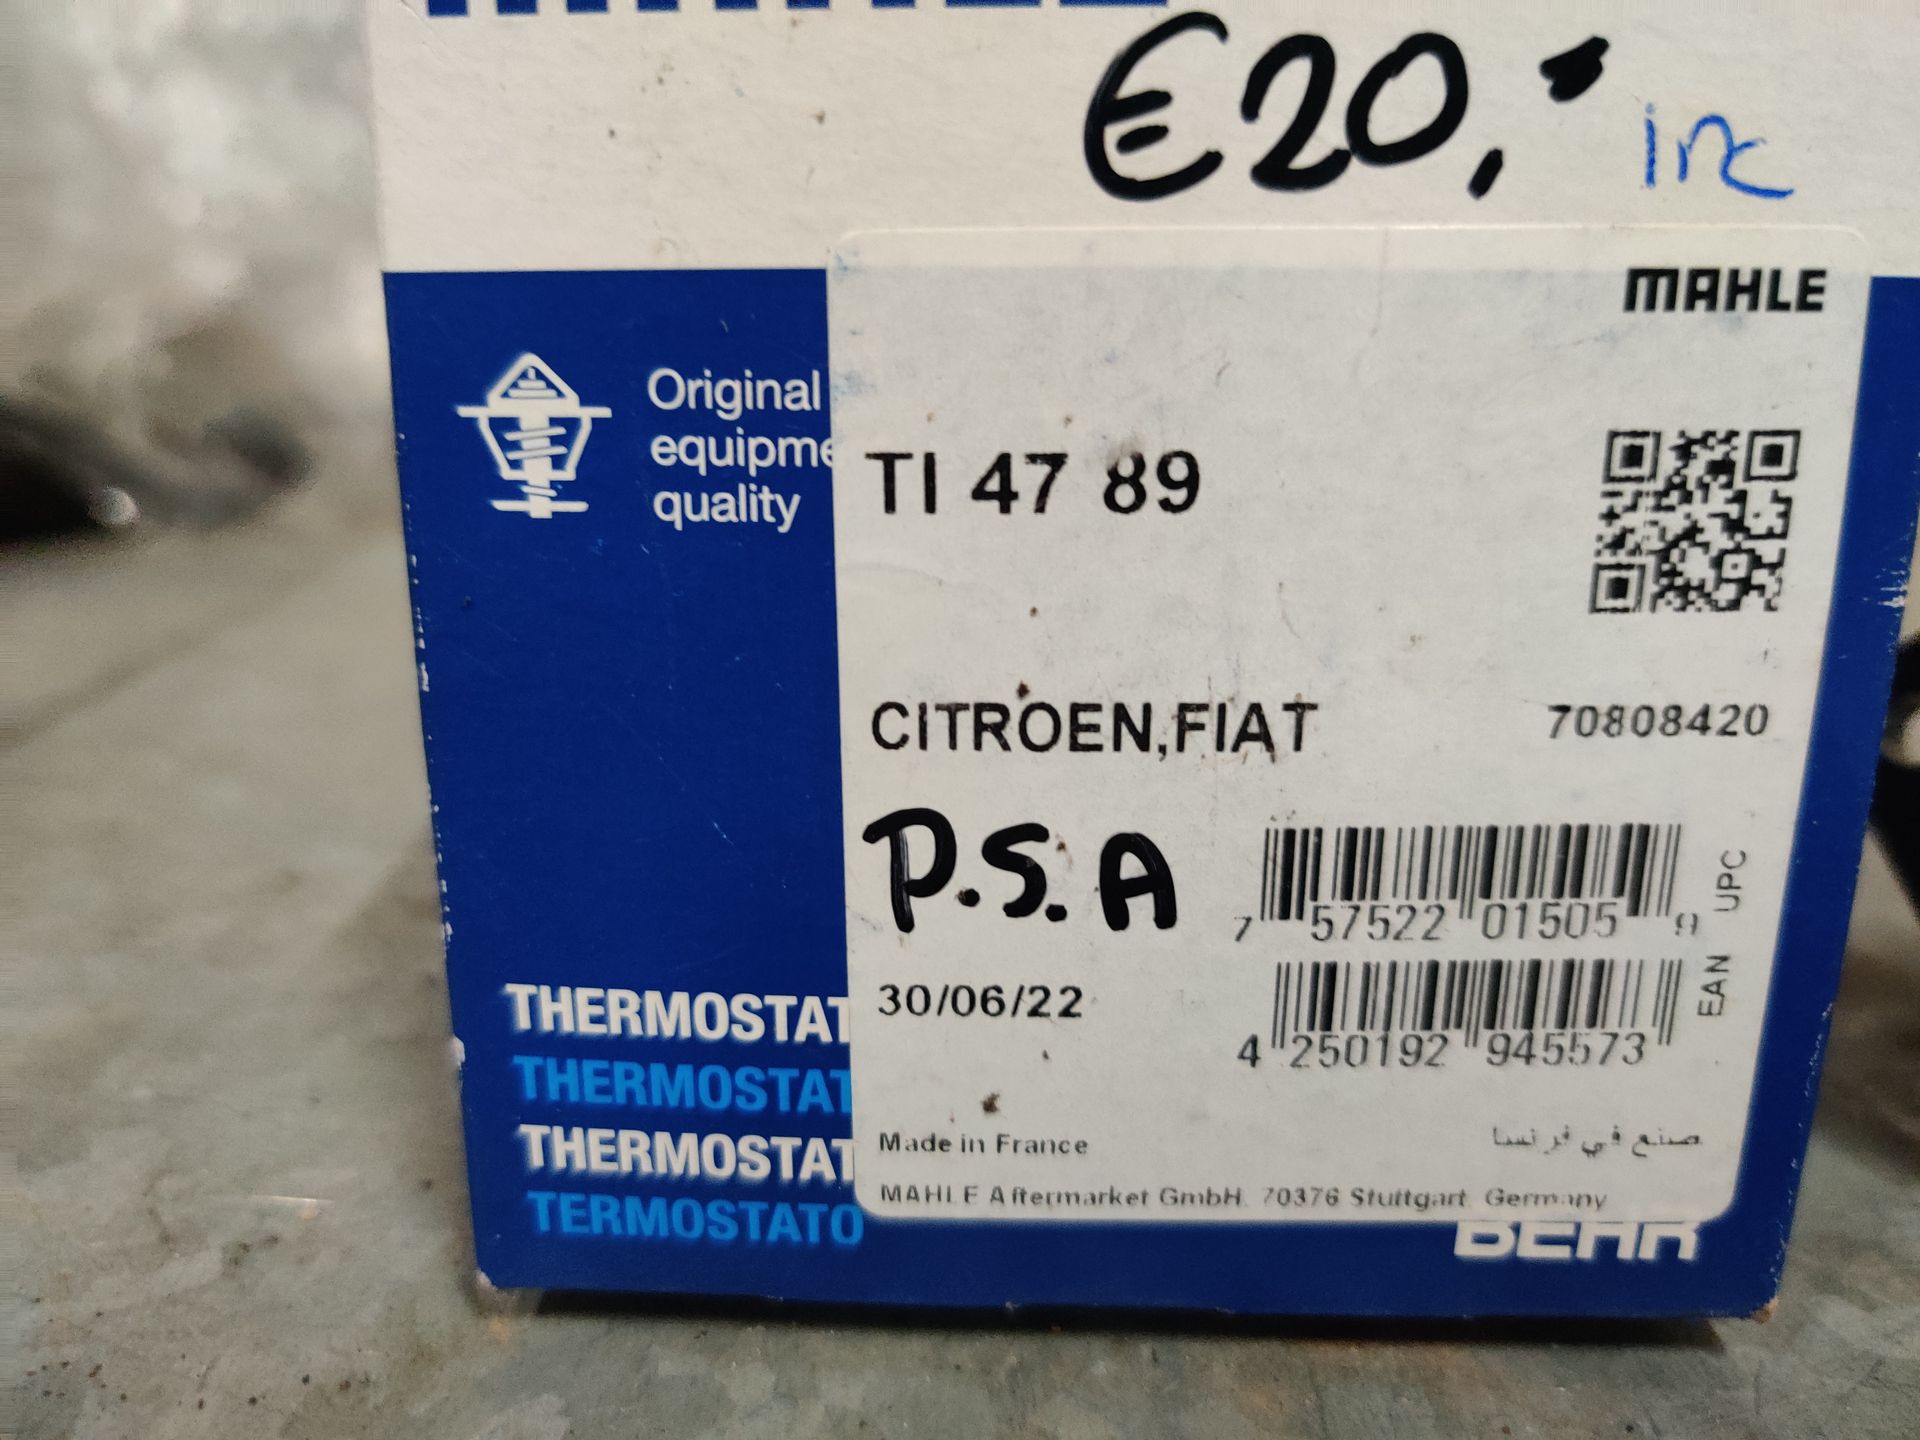 €20,-
inc
MAHLE
Original
equipme
quality
TI 47 89
CITROEN,FIAT 70808420
P.S.A
7 57522 01505 9
UPC
30/06/22
4 250192 945573
EAN
THERMOSTAT
THERMOSTAT
THERMOSTAT
TERMOSTATO
Made in France صنع في فرنسا
MAHLE Aftermarket GmbH, 70376 Stuttgart, Germany
BEHR